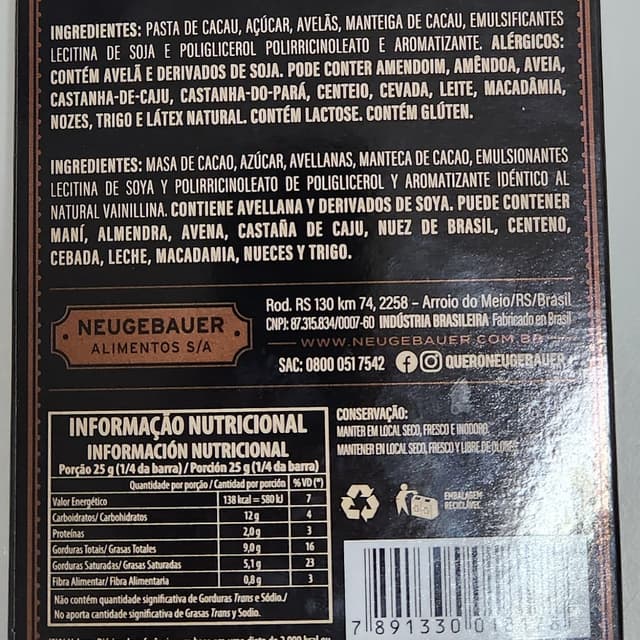 INGREDIENTES: PASTA DE CACAU, AÇÚCAR, AVELÃS, MANTEIGA DE CACAU, EMULSIFICANTES
LECITINA DE SOJA E POLIGLICEROL POLIRRICINOLEATO E AROMATIZANTE. ALÉRGICOS:
CONTÉM AVELÃ E DERIVADOS DE SOJA. PODE CONTER AMENDOIM, AMÊNDOA, AVEIA,
CASTANHA-DE-CAJU, CASTANHA-DO-PARÁ, CENTEIO, CEVADA, LEITE, MACADÂMIA,
NOZES, TRIGO E LÁTEX NATURAL. CONTÉM LACTOSE. CONTÉM GLÚTEN.
INGREDIENTES: MASA DE CACAO, AZÚCAR, AVELLANAS, MANTECA DE CACAO, EMULSIONANTES
LECITINA DE SOYA Y POLIRRICINOLEATO DE POLIGLICEROL Y AROMATIZANTE IDÉNTICO AL
NATURAL VAINILLINA. CONTIENE AVELLANA Y DERIVADOS DE SOYA. PUEDE CONTENER
MANÍ, ALMENDRA, AVENA, CASTAÑA DE CAJU, NUEZ DE BRASIL, CENTENO,
CEBADA, LECHE, MACADAMIA, NUECES Y TRIGO.
NEUGEBAUER
ALIMENTOS S/A
Rod. RS 130 km 74, 2258 – Arroio do Meio/RS/Brasil
CNPJ: 87.315.834/0007-60 INDÚSTRIA BRASILEIRA Fabricado en Brasil
WWW.NEUGEBAUER.COM.BR
SAC: 0800 051 7542 QUERONEUGEBAUER
INFORMAÇÃO NUTRICIONAL
INFORMACIÓN NUTRICIONAL
Porção 25 g (1/4 da barra) / Porción 25 g (1/4 da barra)
Quantidade por porção / Cantidad por porción % VD (*)
Valor Energético 138 kcal = 580 kJ 7
Carboidratos/ Carbohidratos 12 g 4
Proteínas 2,0 g 3
Gorduras Totais/ Grasas Totales 9,0 g 16
Gorduras Saturadas/ Grasas Saturadas 5,1 g 23
Fibra Alimentar/ Fibra Alimentaria 0,8 g 3
Não contém quantidade significativa de Gorduras Trans e Sódio./
No aporta cantidade significativa de Grasas Trans y Sodio.
CONSERVAÇÃO:
MANTER EM LOCAL SECO, FRESCO E INODORO.
MANTENER EN LOCAL SECO, FRESCO Y LIBRE DE OLORES.
EMBALAGEM
RECICLÁVEL
7 891330